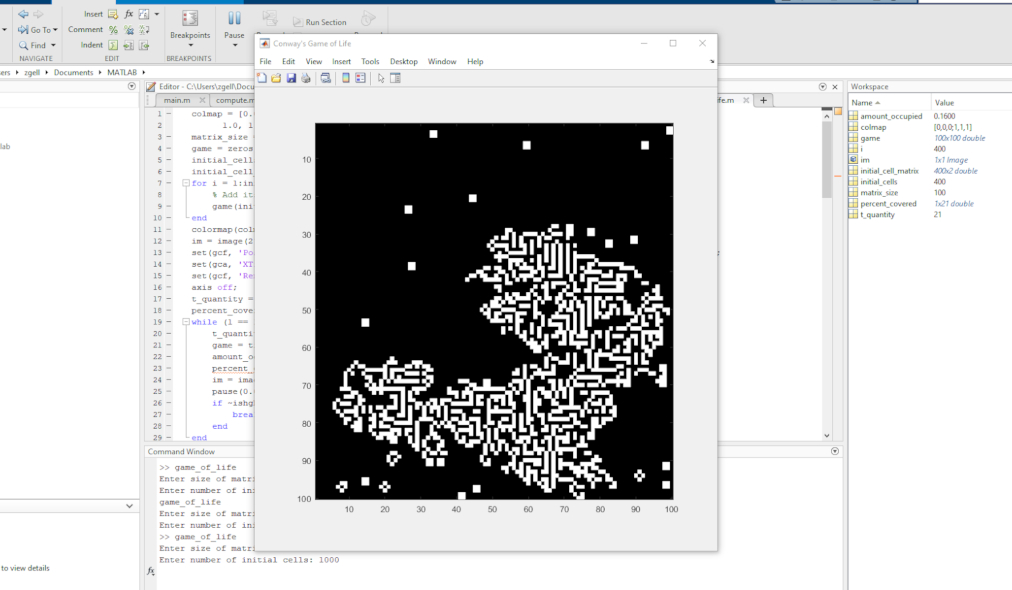 Insert fx
Go To Comment %
Find Indent Breakpoints Pause Run Section
NAVIGATE EDIT BREAKPOINTS
zgell Documents MATLAB
lab
to view details
Editor - C:\Users\zgell\Doc
main.m compute.m fe.m +
1 colmap = [0.
2 1.0, 1
3 matrix_size
4 game = zeros
5 initial_cell
6 initial_cell
7 for i = 1:in
8 % Add it
9 game(ini
10 end
11 colormap(col
12 im = image(2
13 set(gcf, 'Po
14 set(gca, 'XT
15 set(gcf, 'Re
16 axis off;
17 t_quantity =
18 percent_cove
19 while (1 ==
20 t_quanti
21 game = t
22 amount_o
23 percent_
24 im = ima
25 pause(0.
26 if ~ishg
27 brea
28 end
29 end
Conway's Game of Life
File Edit View Insert Tools Desktop Window Help
10
20
30
40
50
60
70
80
90
100
10 20 30 40 50 60 70 80 90 100
Command Window
>> game_of_life
Enter size of matri
Enter number of ini
game_of_life
Enter size of matri
Enter number of in
>> game_of_life
Enter size of matri
Enter number of initial cells: 1000
fx
Workspace
Name Value
amount_occupied 0.1600
colmap [0,0,0;1,1,1]
game 100x100 double
i 400
im 1x1 Image
initial_cell_matrix 400x2 double
initial_cells 400
matrix_size 100
percent_covered 1x21 double
t_quantity 21